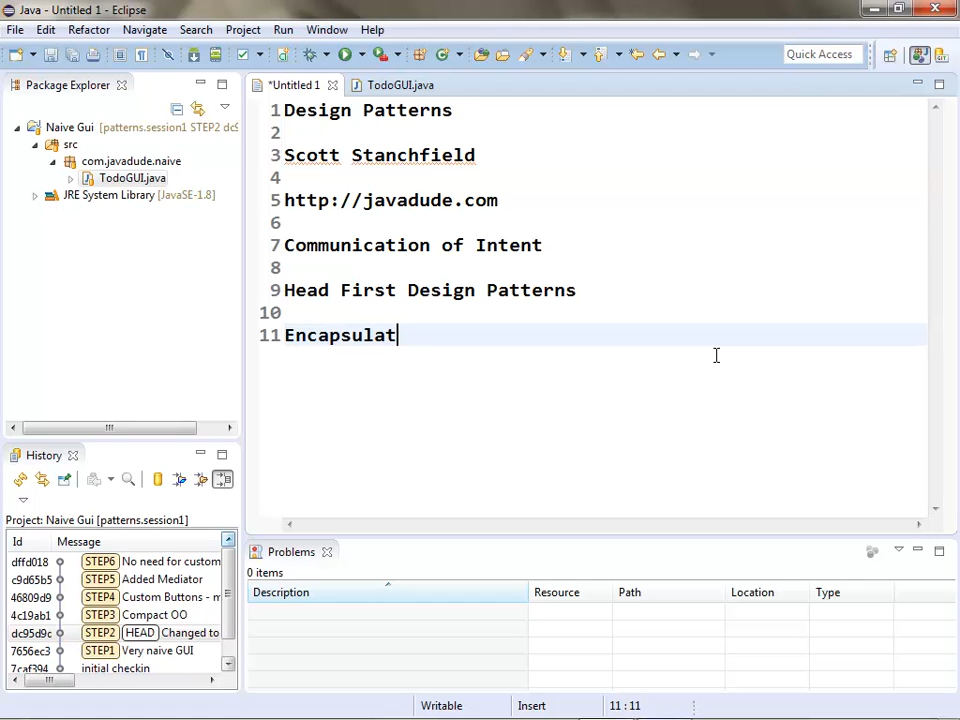 Java - Untitled 1 - Eclipse
File Edit Refactor Navigate Search Project Run Window Help
Quick Access
Package Explorer
*Untitled 1
TodoGUI.java
Naive Gui [patterns.session1 STEP2 dc9
src
com.javadude.naive
TodoGUI.java
JRE System Library [JavaSE-1.8]
1 Design Patterns
2
3 Scott Stanchfield
4
5 http://javadude.com
6
7 Communication of Intent
8
9 Head First Design Patterns
10
11 Encapsulat
History
Project: Naive Gui [patterns.session1]
Id Message
dffd018 STEP6 No need for custom
c9d65b5 STEP5 Added Mediator
46809d9 STEP4 Custom Buttons - m
4c19ab1 STEP3 Compact OO
dc95d9c STEP2 HEAD Changed to
7656ec3 STEP1 Very naive GUI
7caf394 initial checkin
Problems
0 items
Description Resource Path Location Type
Writable Insert 11 : 11